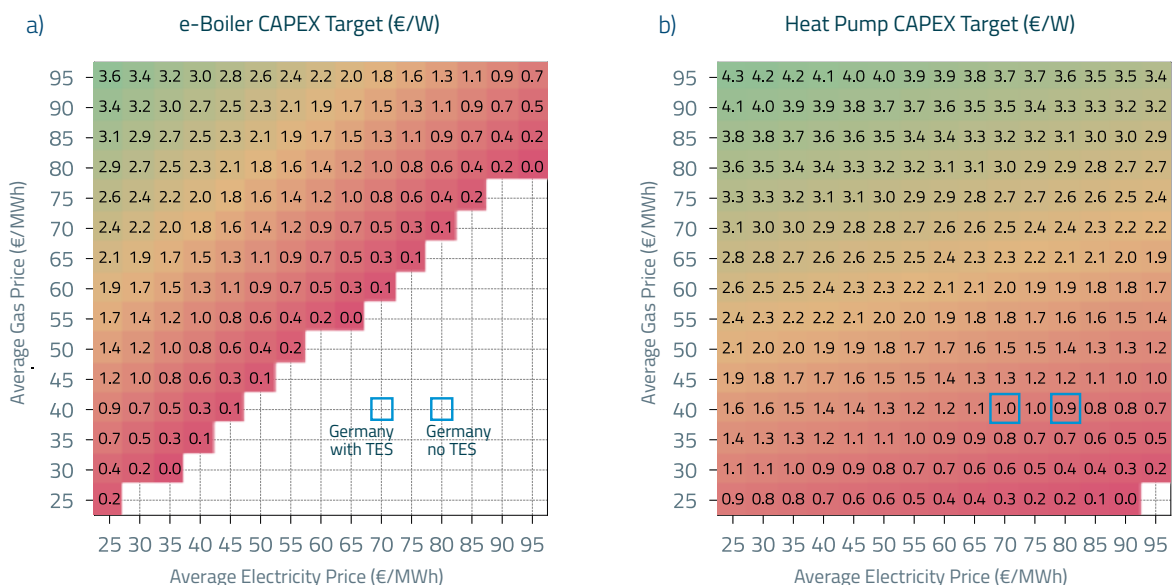 a) e-Boiler CAPEX Target (€/W)
Average Gas Price (€/MWh)
95 3.6 3.4 3.2 3.0 2.8 2.6 2.4 2.2 2.0 1.8 1.6 1.3 1.1 0.9 0.7
90 3.4 3.2 3.0 2.7 2.5 2.3 2.1 1.9 1.7 1.5 1.3 1.1 0.9 0.7 0.5
85 3.1 2.9 2.7 2.5 2.3 2.1 1.9 1.7 1.5 1.3 1.1 0.9 0.7 0.4 0.2
80 2.9 2.7 2.5 2.3 2.1 1.8 1.6 1.4 1.2 1.0 0.8 0.6 0.4 0.2 0.0
75 2.6 2.4 2.2 2.0 1.8 1.6 1.4 1.2 1.0 0.8 0.6 0.4 0.2
70 2.4 2.2 2.0 1.8 1.6 1.4 1.2 0.9 0.7 0.5 0.3 0.1
65 2.1 1.9 1.7 1.5 1.3 1.1 0.9 0.7 0.5 0.3 0.1
60 1.9 1.7 1.5 1.3 1.1 0.9 0.7 0.5 0.3 0.1
55 1.7 1.4 1.2 1.0 0.8 0.6 0.4 0.2 0.0
50 1.4 1.2 1.0 0.8 0.6 0.4 0.2
45 1.2 1.0 0.8 0.6 0.3 0.1
40 0.9 0.7 0.5 0.3 0.1
35 0.7 0.5 0.3 0.1
Germany with TES
Germany no TES
30 0.4 0.2 0.0
25 0.2
25 30 35 40 45 50 55 60 65 70 75 80 85 90 95
Average Electricity Price (€/MWh)
b) Heat Pump CAPEX Target (€/W)
Average Gas Price (€/MWh)
95 4.3 4.2 4.2 4.1 4.0 4.0 3.9 3.9 3.8 3.7 3.7 3.6 3.5 3.5 3.4
90 4.1 4.0 3.9 3.9 3.8 3.7 3.7 3.6 3.5 3.5 3.4 3.3 3.3 3.2 3.2
85 3.8 3.8 3.7 3.6 3.6 3.5 3.4 3.4 3.3 3.2 3.2 3.1 3.0 3.0 2.9
80 3.6 3.5 3.4 3.4 3.3 3.2 3.2 3.1 3.1 3.0 2.9 2.9 2.8 2.7 2.7
75 3.3 3.3 3.2 3.1 3.1 3.0 2.9 2.9 2.8 2.7 2.7 2.6 2.6 2.5 2.4
70 3.1 3.0 3.0 2.9 2.8 2.8 2.7 2.6 2.6 2.5 2.4 2.4 2.3 2.2 2.2
65 2.8 2.8 2.7 2.6 2.6 2.5 2.5 2.4 2.3 2.3 2.2 2.1 2.1 2.0 1.9
60 2.6 2.5 2.5 2.4 2.3 2.3 2.2 2.1 2.1 2.0 1.9 1.9 1.8 1.8 1.7
55 2.4 2.3 2.2 2.2 2.1 2.0 2.0 1.9 1.8 1.8 1.7 1.6 1.6 1.5 1.4
50 2.1 2.0 2.0 1.9 1.9 1.8 1.7 1.7 1.6 1.5 1.5 1.4 1.3 1.3 1.2
45 1.9 1.8 1.7 1.7 1.6 1.5 1.5 1.4 1.3 1.3 1.2 1.2 1.1 1.0 1.0
40 1.6 1.6 1.5 1.4 1.4 1.3 1.2 1.2 1.1 1.0 1.0 0.9 0.8 0.8 0.7
35 1.4 1.3 1.3 1.2 1.1 1.1 1.0 0.9 0.9 0.8 0.7 0.7 0.6 0.5 0.5
30 1.1 1.1 1.0 0.9 0.9 0.8 0.7 0.7 0.6 0.6 0.5 0.4 0.4 0.3 0.2
25 0.9 0.8 0.8 0.7 0.6 0.6 0.5 0.4 0.4 0.3 0.2 0.2 0.1 0.0
25 30 35 40 45 50 55 60 65 70 75 80 85 90 95
Average Electricity Price (€/MWh)